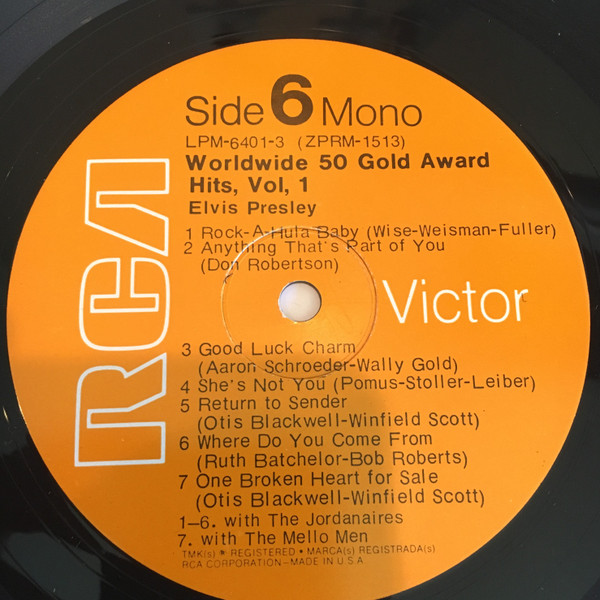 Side 6 Mono
LPM-6401-3 (ZPRM-1513)
Worldwide 50 Gold Award
Hits, Vol, 1
Elvis Presley
1 Rock-A-Hula Baby (Wise-Weisman-Fuller)
2 Anything That's Part of You
(Don Robertson)
RCA
Victor
3 Good Luck Charm
(Aaron Schroeder-Wally Gold)
4 She's Not You (Pomus-Stoller-Leiber)
5 Return to Sender
(Otis Blackwell-Winfield Scott)
6 Where Do You Come From
(Ruth Batchelor-Bob Roberts)
7 One Broken Heart for Sale
(Otis Blackwell-Winfield Scott)
1–6. with The Jordanaires
7. with The Mello Men
TMK(s) ® REGISTERED • MARCA(s) REGISTRADA(s)
RCA CORPORATION–MADE IN U.S.A